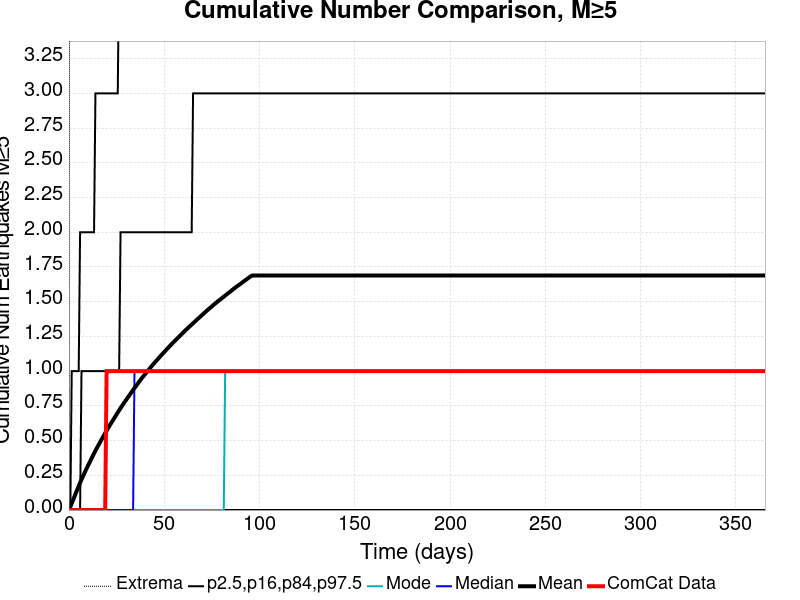 Cumulative Number Comparison, M≥5
Cumulative Num Earthquakes M≥5
3.25
3.00
2.75
2.50
2.25
2.00
1.75
1.50
1.25
1.00
0.75
0.50
0.25
0.00
0 50 100 150 200 250 300 350
Time (days)
Extrema p2.5,p16,p84,p97.5 Mode Median Mean ComCat Data